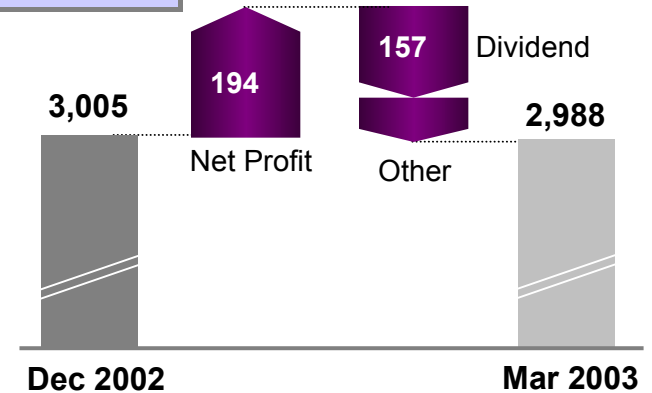 157 Dividend
194
3,005
2,988
Net Profit
Other
Dec 2002
Mar 2003